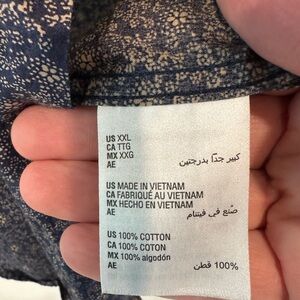 US XXL
CA TTG
MX XXG
AE كبير جداً بدرجتين
US MADE IN VIETNAM
CA FABRIQUÉ AU VIETNAM
MX HECHO EN VIETNAM
AE صُنع في فيتنام
US 100% COTTON
CA 100% COTON
MX 100% algodón
AE 100% قطن